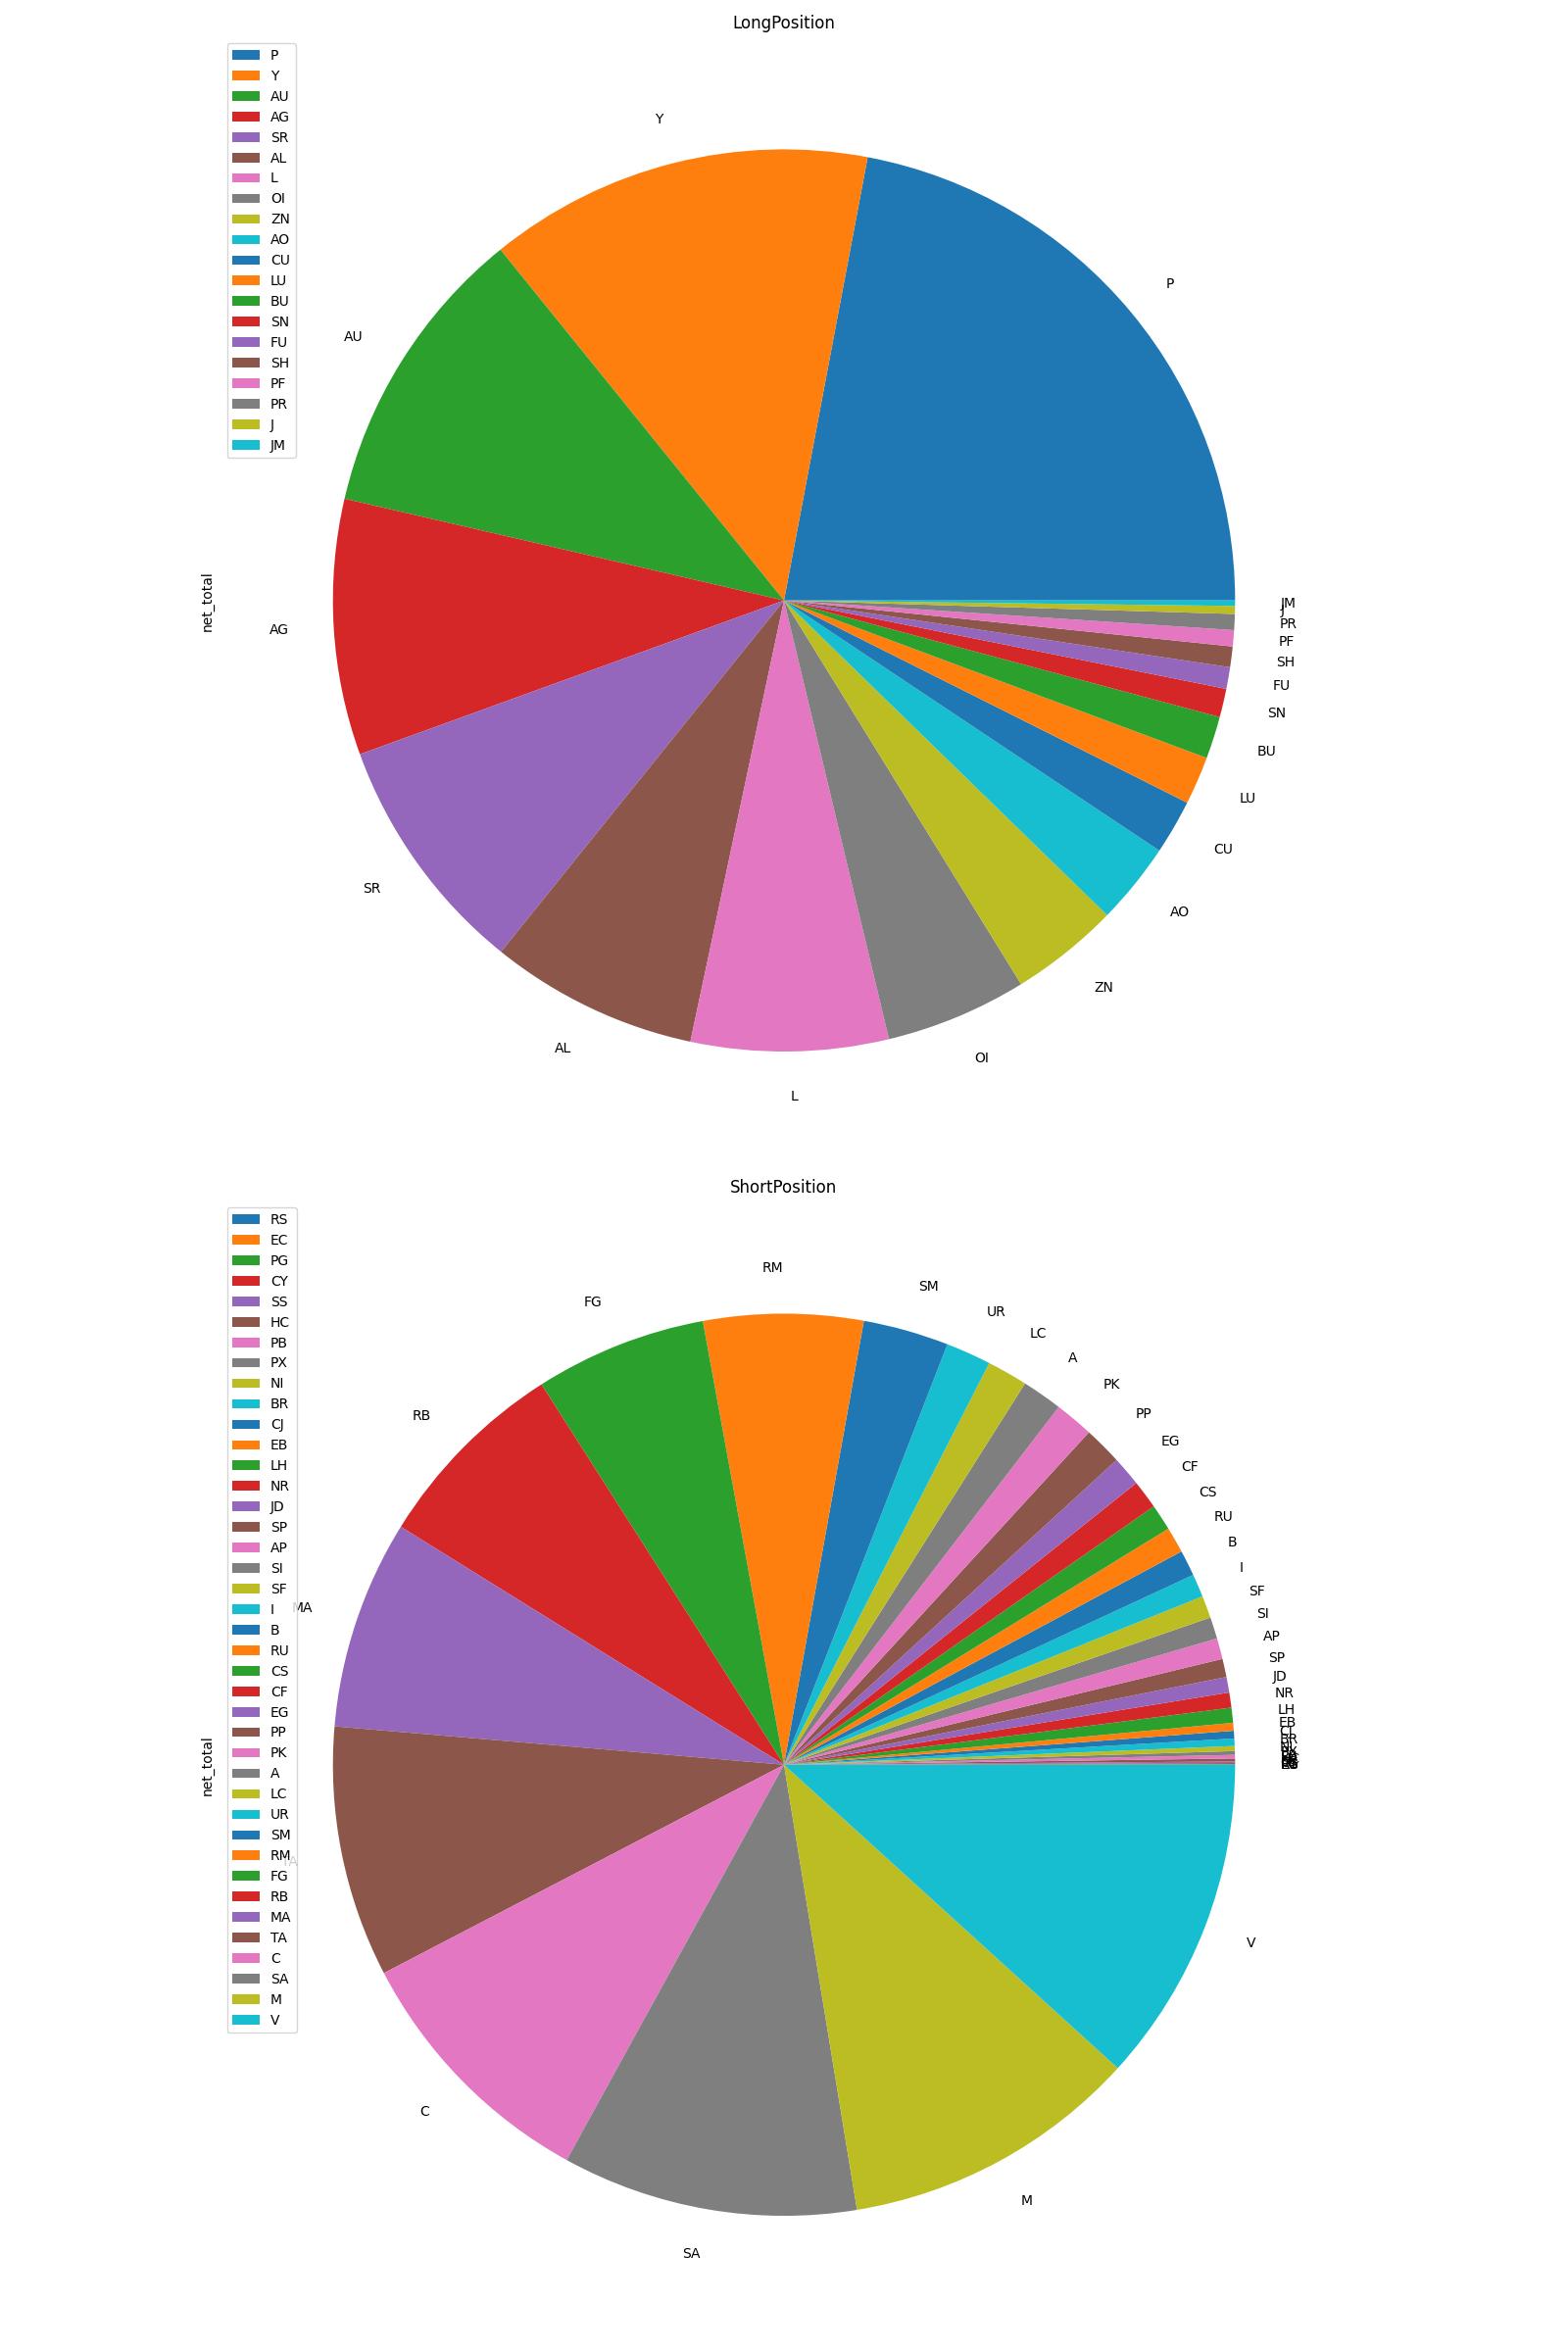 LongPosition
P
Y
AU
AG
SR
AL
L
OI
ZN
AO
CU
LU
BU
SN
FU
SH
PF
PR
J
JM
net_total
P
Y
AU
AG
SR
AL
L
OI
ZN
AO
CU
LU
BU
SN
FU
SH
PF
PR
J
JM
ShortPosition
RS
EC
PG
CY
SS
HC
PB
PX
NI
BR
CJ
EB
LH
NR
JD
SP
AP
SI
SF
I
B
RU
CS
CF
EG
PP
PK
A
LC
UR
SM
RM
FG
RB
MA
TA
C
SA
M
V
net_total
LH
NR
JD
SP
AP
SI
SF
I
B
RU
CS
CF
EG
PP
PK
A
LC
UR
SM
RM
FG
RB
MA
TA
C
SA
M
V
EB